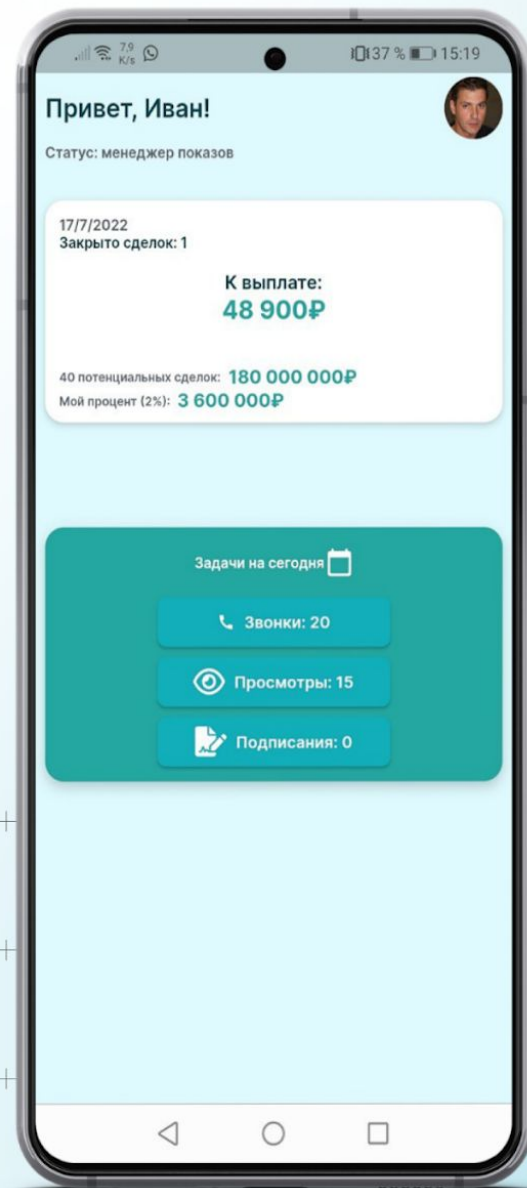 7,9
K/s
37 %
15:19
Привет, Иван!
Статус: менеджер показов
17/7/2022
Закрыто сделок: 1
К выплате:
48 900₽
40 потенциальных сделок: 180 000 000₽
Мой процент (2%): 3 600 000₽
Задачи на сегодня
Звонки: 20
Просмотры: 15
Подписания: 0